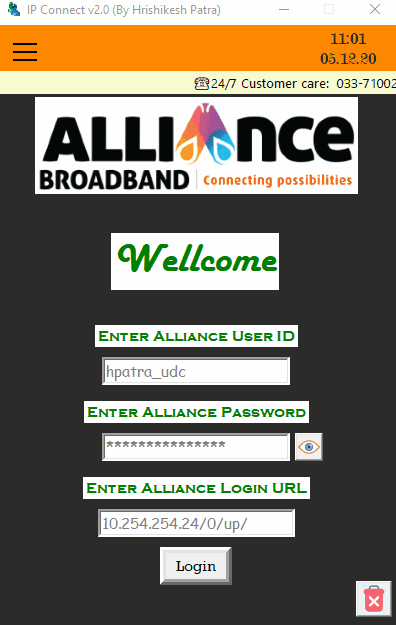 IP Connect v2.0 (By Hrishikesh Patra)
11:01
05.12.20
24/7 Customer care: 033-71002
ALLIANCE
BROADBAND | Connecting possibilities
Wellcome
Enter Alliance User ID
hpatra_udc
Enter Alliance Password
***************
Enter Alliance Login URL
10.254.254.24/0/up/
Login